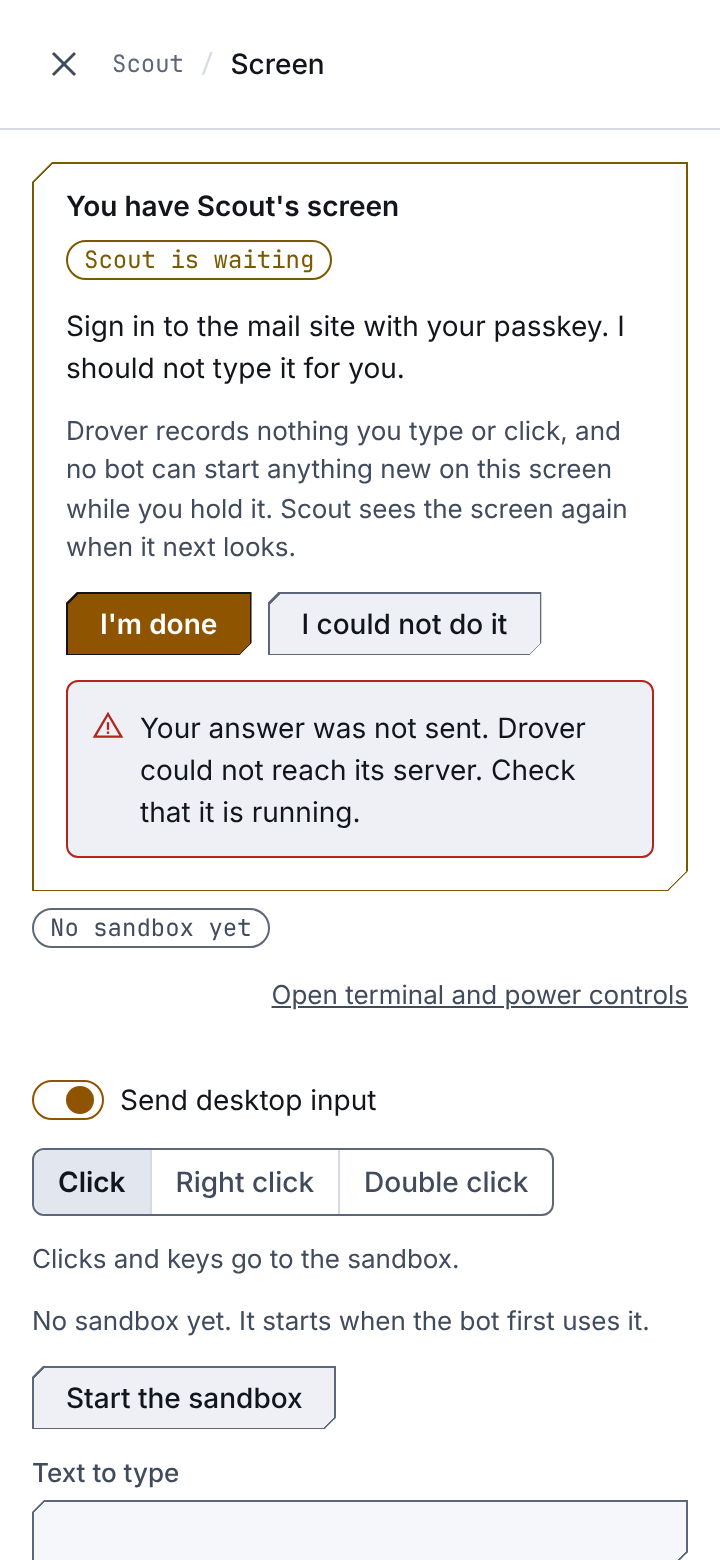 Scout / Screen
You have Scout's screen
Scout is waiting
Sign in to the mail site with your passkey. I
should not type it for you.
Drover records nothing you type or click, and
no bot can start anything new on this screen
while you hold it. Scout sees the screen again
when it next looks.
I'm done
I could not do it
Your answer was not sent. Drover
could not reach its server. Check
that it is running.
No sandbox yet
Open terminal and power controls
Send desktop input
Click
Right click
Double click
Clicks and keys go to the sandbox.
No sandbox yet. It starts when the bot first uses it.
Start the sandbox
Text to type